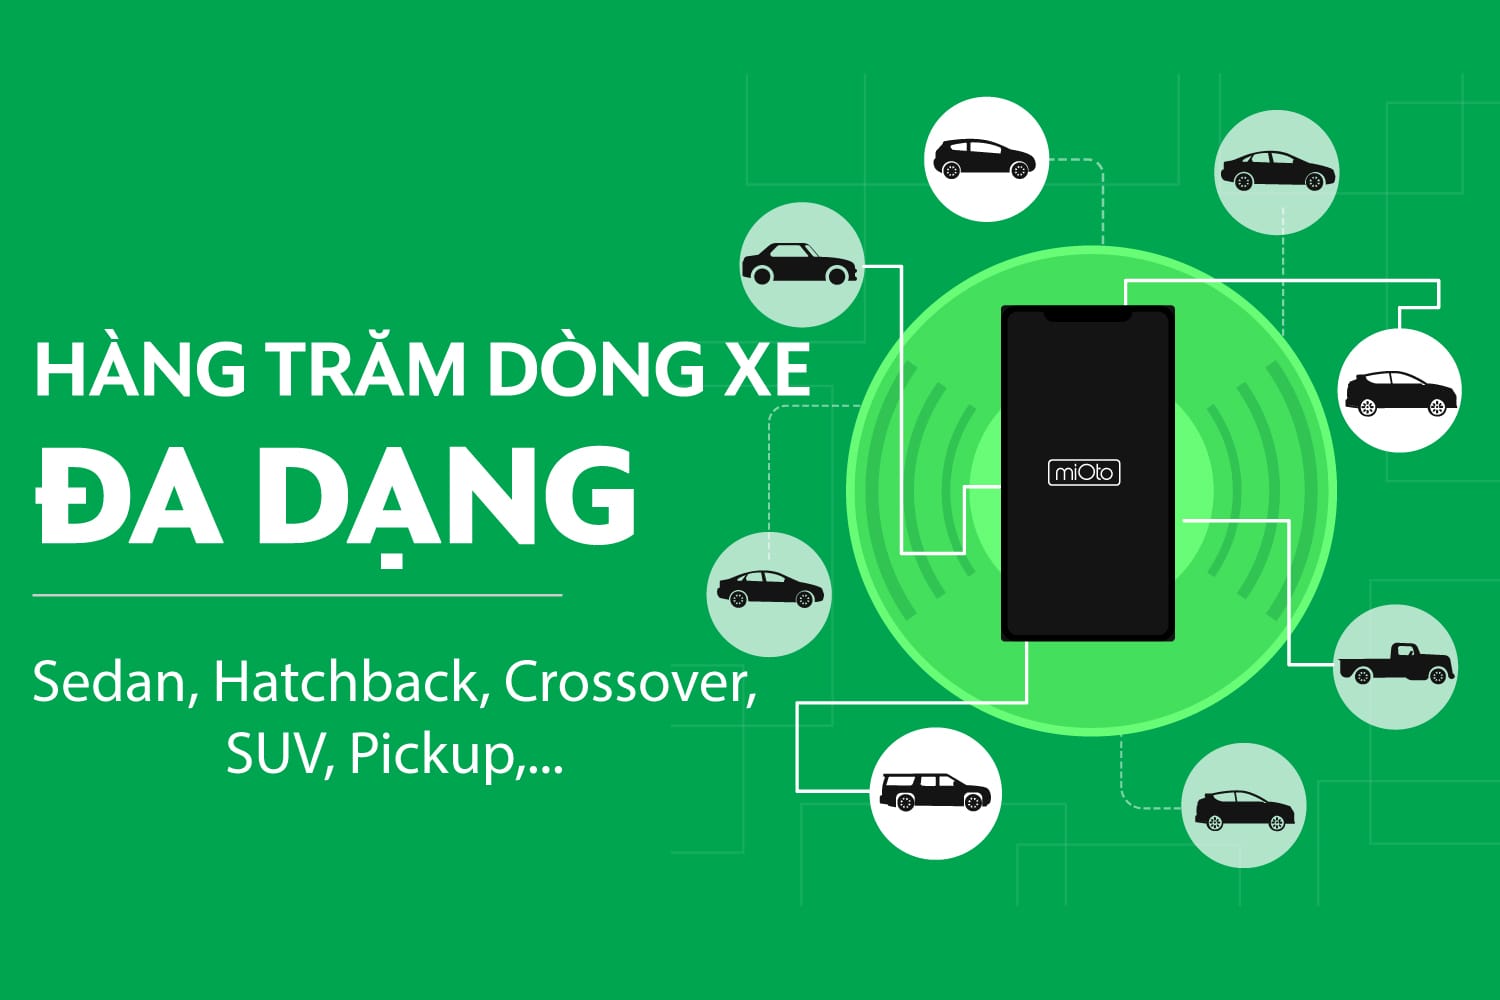 HÀNG TRĂM DÒNG XE
ĐA DẠNG
Sedan, Hatchback, Crossover,
SUV, Pickup,...
miOto